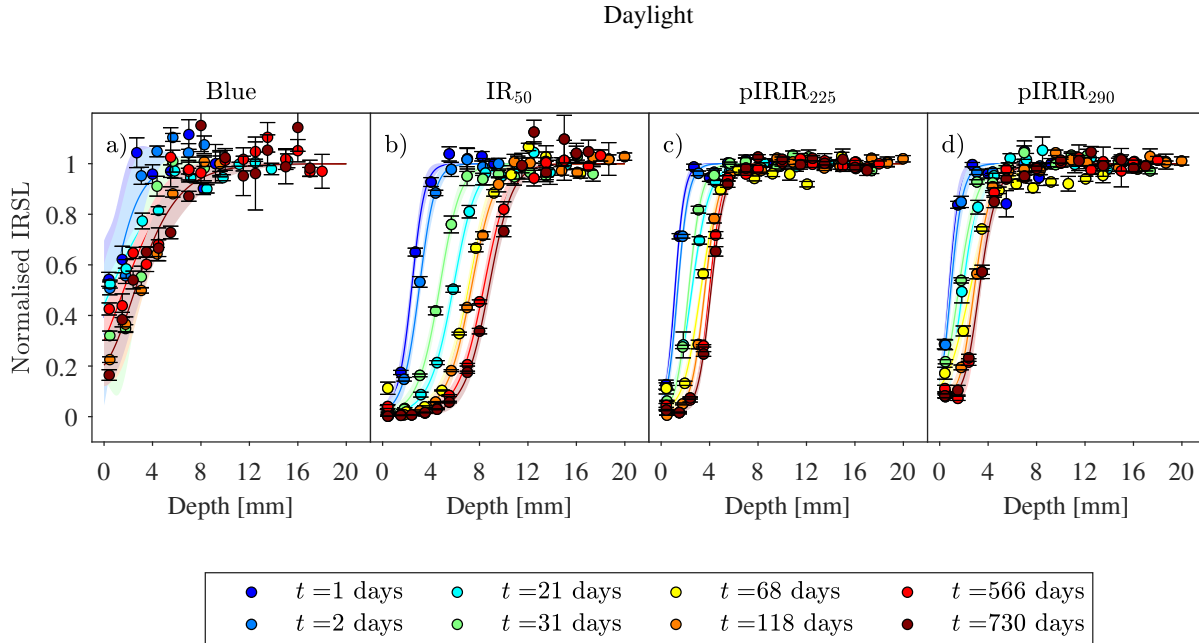 Daylight
Blue IR₅₀ pIRIR₂₂₅ pIRIR₂₉₀
a) b) c) d)
Normalised IRSL
1
0.8
0.6
0.4
0.2
0
0 4 8 12 16 20 0 4 8 12 16 20 0 4 8 12 16 20 0 4 8 12 16 20
Depth [mm] Depth [mm] Depth [mm] Depth [mm]
t =1 days t =21 days t =68 days t =566 days
t =2 days t =31 days t =118 days t =730 days